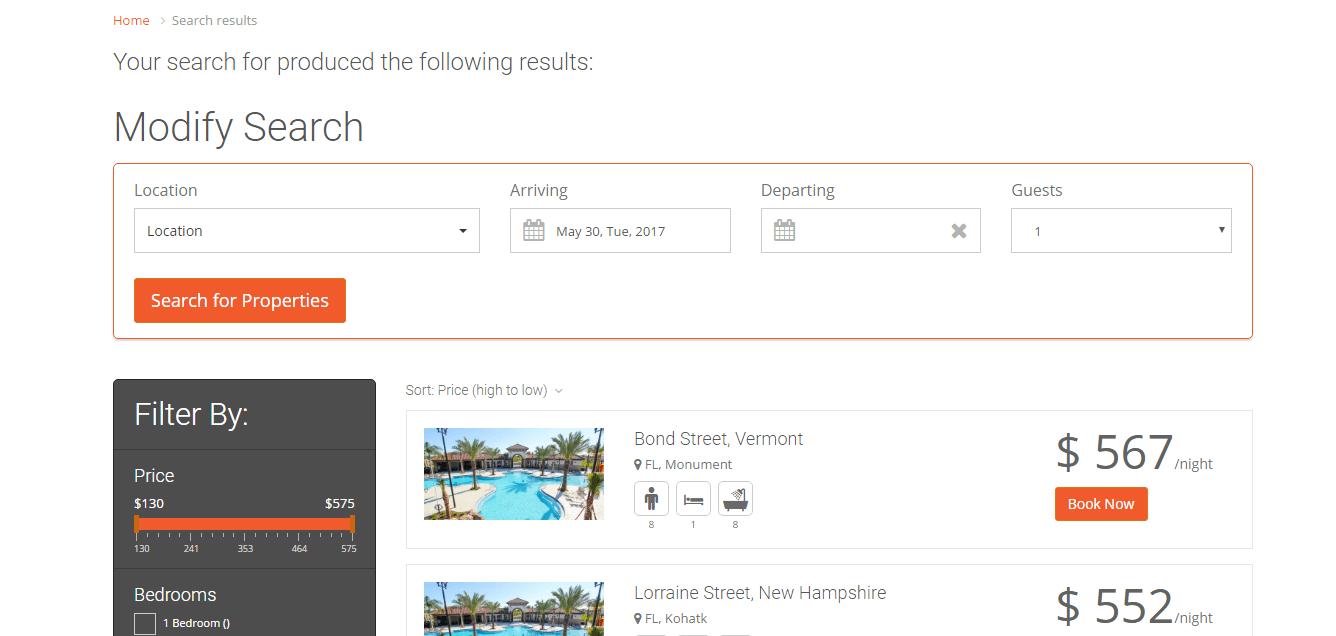 Home > Search results
Your search for produced the following results:
Modify Search
Location Arriving Departing Guests
Location May 30, Tue, 2017 1
Search for Properties
Filter By:
Price
$130 $575
130 241 353 464 575
Bedrooms
1 Bedroom ()
Sort: Price (high to low)
Bond Street, Vermont
FL, Monument
8 1 8
$ 567/night
Book Now
Lorraine Street, New Hampshire
FL, Kohatk
$ 552/night